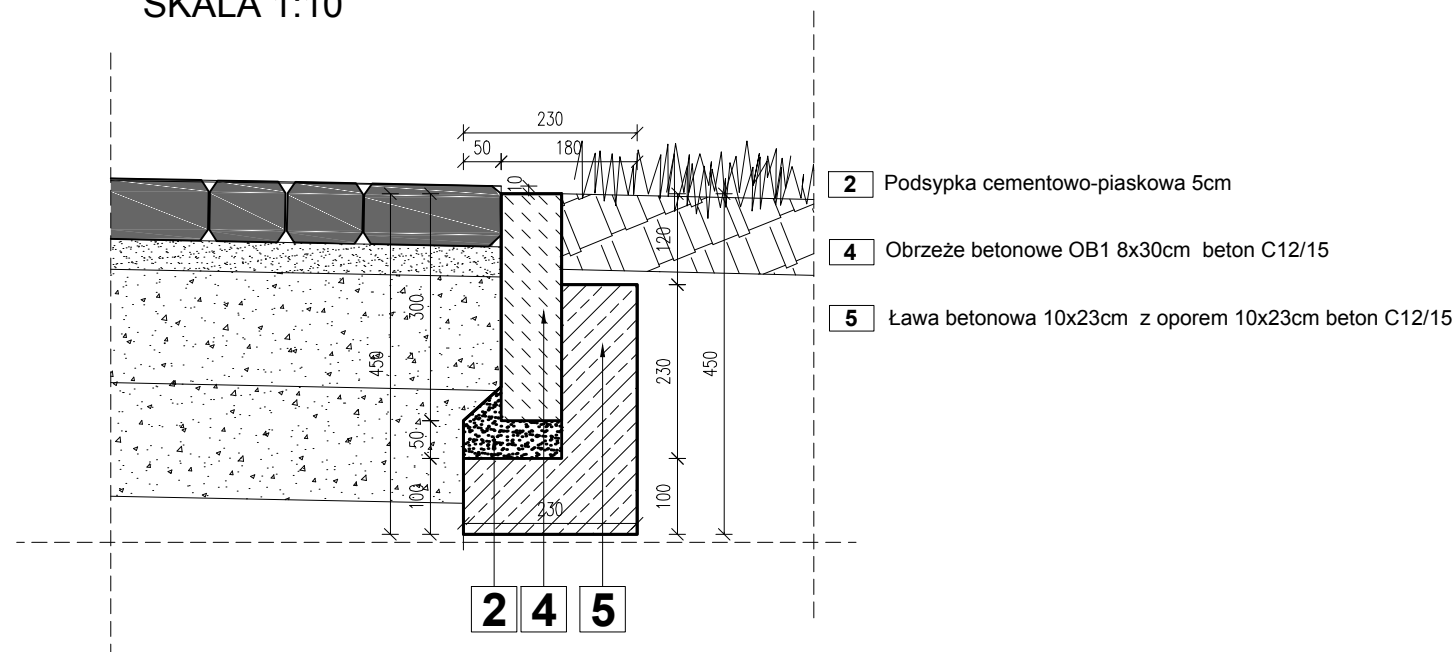 SKALA 1:10
230
50
180
10
2 Podsypka cementowo-piaskowa 5cm
120
4 Obrzeże betonowe OB1 8x30cm beton C12/15
300
5 Ława betonowa 10x23cm z oporem 10x23cm beton C12/15
450
230
450
50
100
100
230
2 4 5